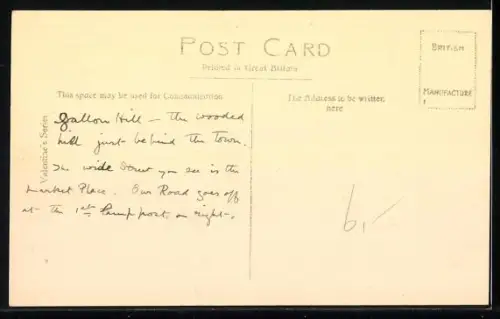 POST CARD
Printed in Great Britain
BRITISH
MANUFACTURE
This space may be used for Communication
The Address to be written
here
Valentine's Series
Gallow Hill — the wooded
hill just behind the town.
The wide street you see is the
Market Place. Our Road goes off
at the 1st lamp post on right.
6,-